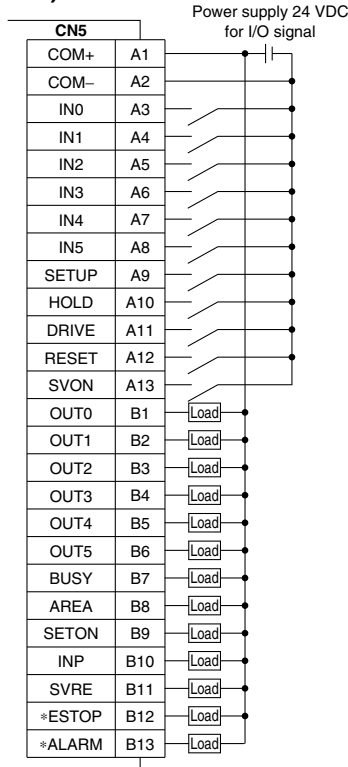 Power supply 24 VDC
for I/O signal
CN5
COM+ A1
COM– A2
IN0 A3
IN1 A4
IN2 A5
IN3 A6
IN4 A7
IN5 A8
SETUP A9
HOLD A10
DRIVE A11
RESET A12
SVON A13
OUT0 B1 Load
OUT1 B2 Load
OUT2 B3 Load
OUT3 B4 Load
OUT4 B5 Load
OUT5 B6 Load
BUSY B7 Load
AREA B8 Load
SETON B9 Load
INP B10 Load
SVRE B11 Load
*ESTOP B12 Load
*ALARM B13 Load